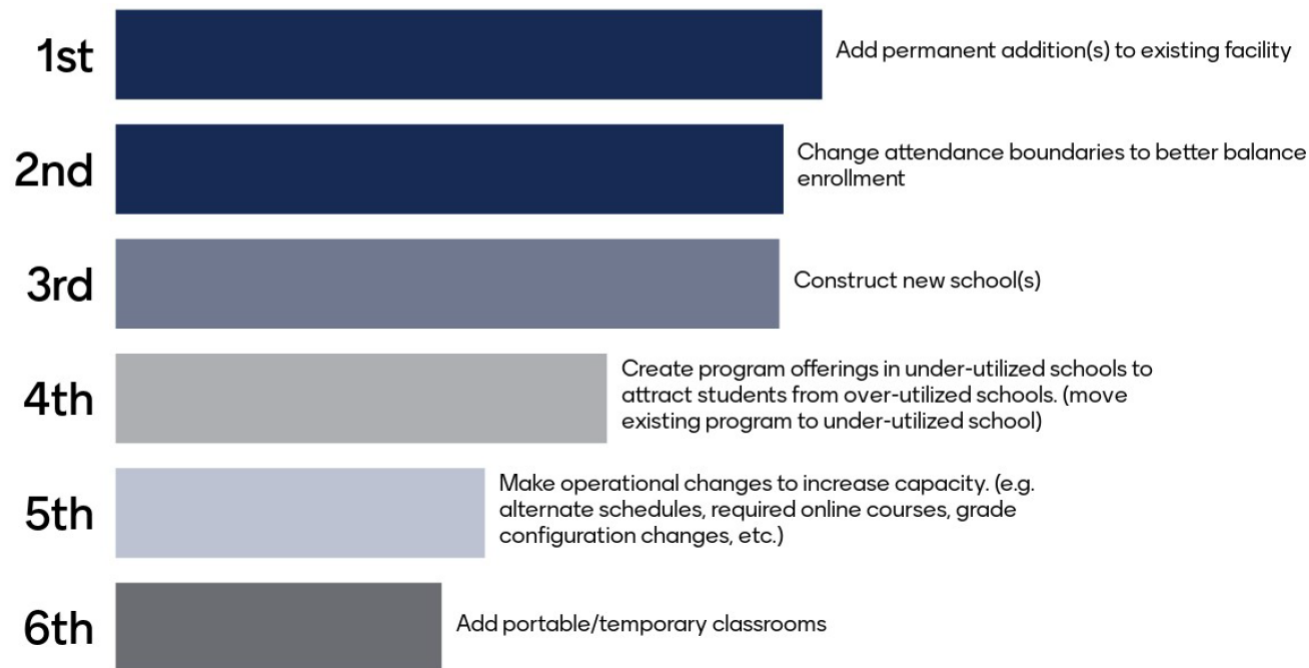 1st
Add permanent addition(s) to existing facility
2nd
Change attendance boundaries to better balance
enrollment
3rd
Construct new school(s)
4th
Create program offerings in under-utilized schools to
attract students from over-utilized schools. (move
existing program to under-utilized school)
5th
Make operational changes to increase capacity. (e.g.
alternate schedules, required online courses, grade
configuration changes, etc.)
6th
Add portable/temporary classrooms